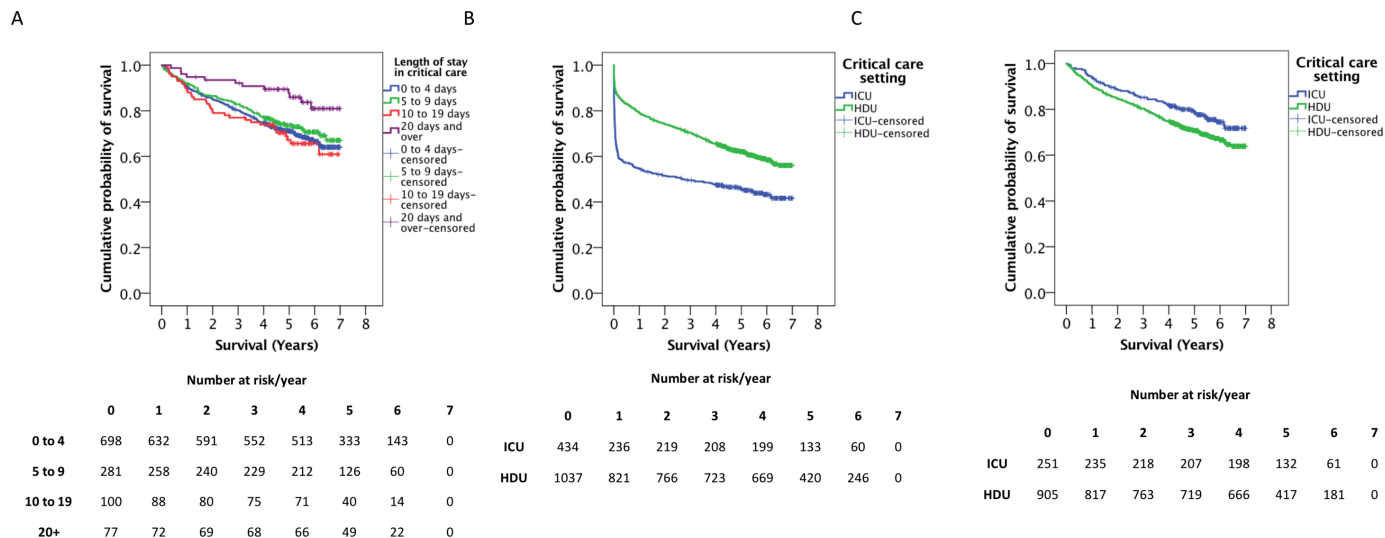 A
Cumulative probability of survival
1.0
0.8
0.6
0.4
0.2
0.0
0 1 2 3 4 5 6 7 8
Survival (Years)
Length of stay
in critical care
0 to 4 days
5 to 9 days
10 to 19 days
20 days and
over
0 to 4 days-
censored
5 to 9 days-
censored
10 to 19 days-
censored
20 days and
over-censored
Number at risk/year
0 1 2 3 4 5 6 7
0 to 4 698 632 591 552 513 333 143 0
5 to 9 281 258 240 229 212 126 60 0
10 to 19 100 88 80 75 71 40 14 0
20+ 77 72 69 68 66 49 22 0
B
Cumulative probability of survival
1.0
0.8
0.6
0.4
0.2
0.0
0 1 2 3 4 5 6 7 8
Survival (Years)
Critical care
setting
ICU
HDU
ICU-censored
HDU-censored
Number at risk/year
0 1 2 3 4 5 6 7
ICU 434 236 219 208 199 133 60 0
HDU 1037 821 766 723 669 420 246 0
C
Cumulative probability of survival
1.0
0.8
0.6
0.4
0.2
0.0
0 1 2 3 4 5 6 7 8
Survival (Years)
Critical care
setting
ICU
HDU
ICU-censored
HDU-censored
Number at risk/year
0 1 2 3 4 5 6 7
ICU 251 235 218 207 198 132 61 0
HDU 905 817 763 719 666 417 181 0